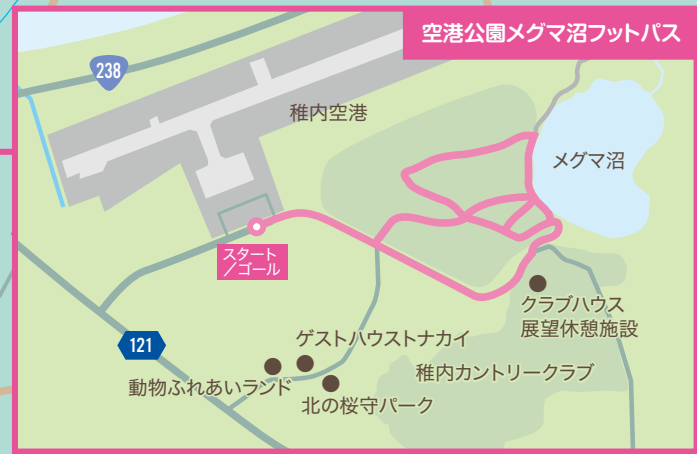 空港公園メグマ沼フットパス
238
稚内空港
メグマ沼
スタート
／ゴール
クラブハウス
展望休憩施設
121
ゲストハウストナカイ
動物ふれあいランド
稚内カントリークラブ
北の桜守パーク